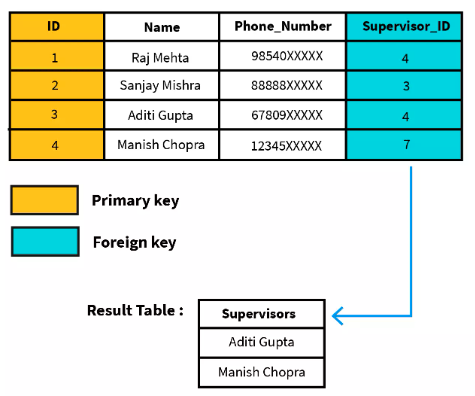 ID Name Phone_Number Supervisor_ID
1 Raj Mehta 98540XXXXX 4
2 Sanjay Mishra 88888XXXXX 3
3 Aditi Gupta 67809XXXXX 4
4 Manish Chopra 12345XXXXX 7
Primary key
Foreign key
Result Table :
Supervisors
Aditi Gupta
Manish Chopra